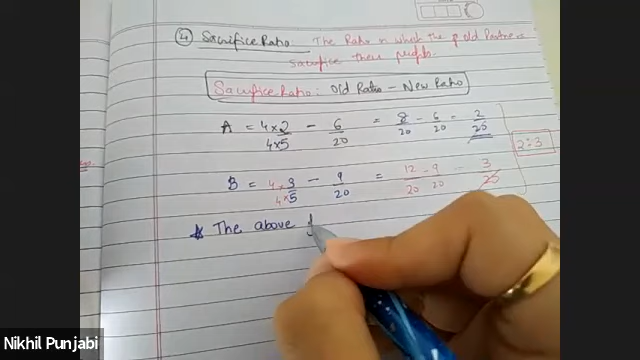 ④ Sacrifice Ratio The Ratio in which the old Partners
sacrifice their profits.
Sacrifice Ratio: Old Ratio - New Ratio
A = 4×2/4×5 - 6/20 = 8/20 - 6/20 = 2/20
2:3
B = 4×3/4×5 - 9/20 = 12/20 - 9/20 - 3/20
* The above
Nikhil Punjabi